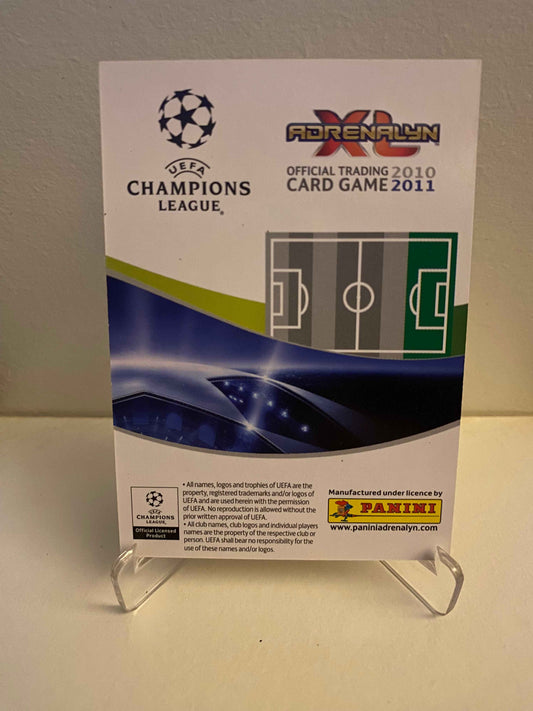 UEFA
CHAMPIONS
LEAGUE®
ADRENALYN
XL
OFFICIAL TRADING 2010
CARD GAME 2011
UEFA
CHAMPIONS
LEAGUE
Official Licensed
Product
• All names, logos and trophies of UEFA are the
property, registered trademarks and/or logos of
UEFA and are used herein with the permission
of UEFA. No reproduction is allowed without the
prior written approval of UEFA.
• All club names, club logos and individual players
names are the property of the respective club or
person. UEFA shall bear no responsibility for the
use of these names and/or logos.
Manufactured under licence by
PANINI
www.paniniadrenalyn.com